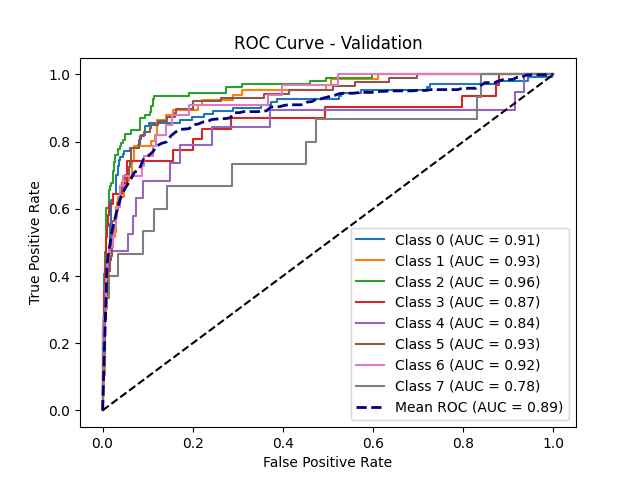 ROC Curve - Validation
True Positive Rate
1.0
0.8
0.6
0.4
0.2
0.0
Class 0 (AUC = 0.91)
Class 1 (AUC = 0.93)
Class 2 (AUC = 0.96)
Class 3 (AUC = 0.87)
Class 4 (AUC = 0.84)
Class 5 (AUC = 0.93)
Class 6 (AUC = 0.92)
Class 7 (AUC = 0.78)
Mean ROC (AUC = 0.89)
0.0 0.2 0.4 0.6 0.8 1.0
False Positive Rate